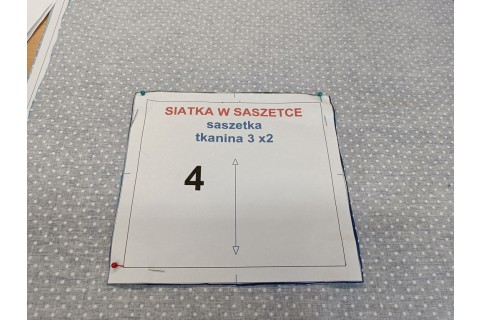 SIATKA W SASZETCE
saszetka
tkanina 3 x2
4